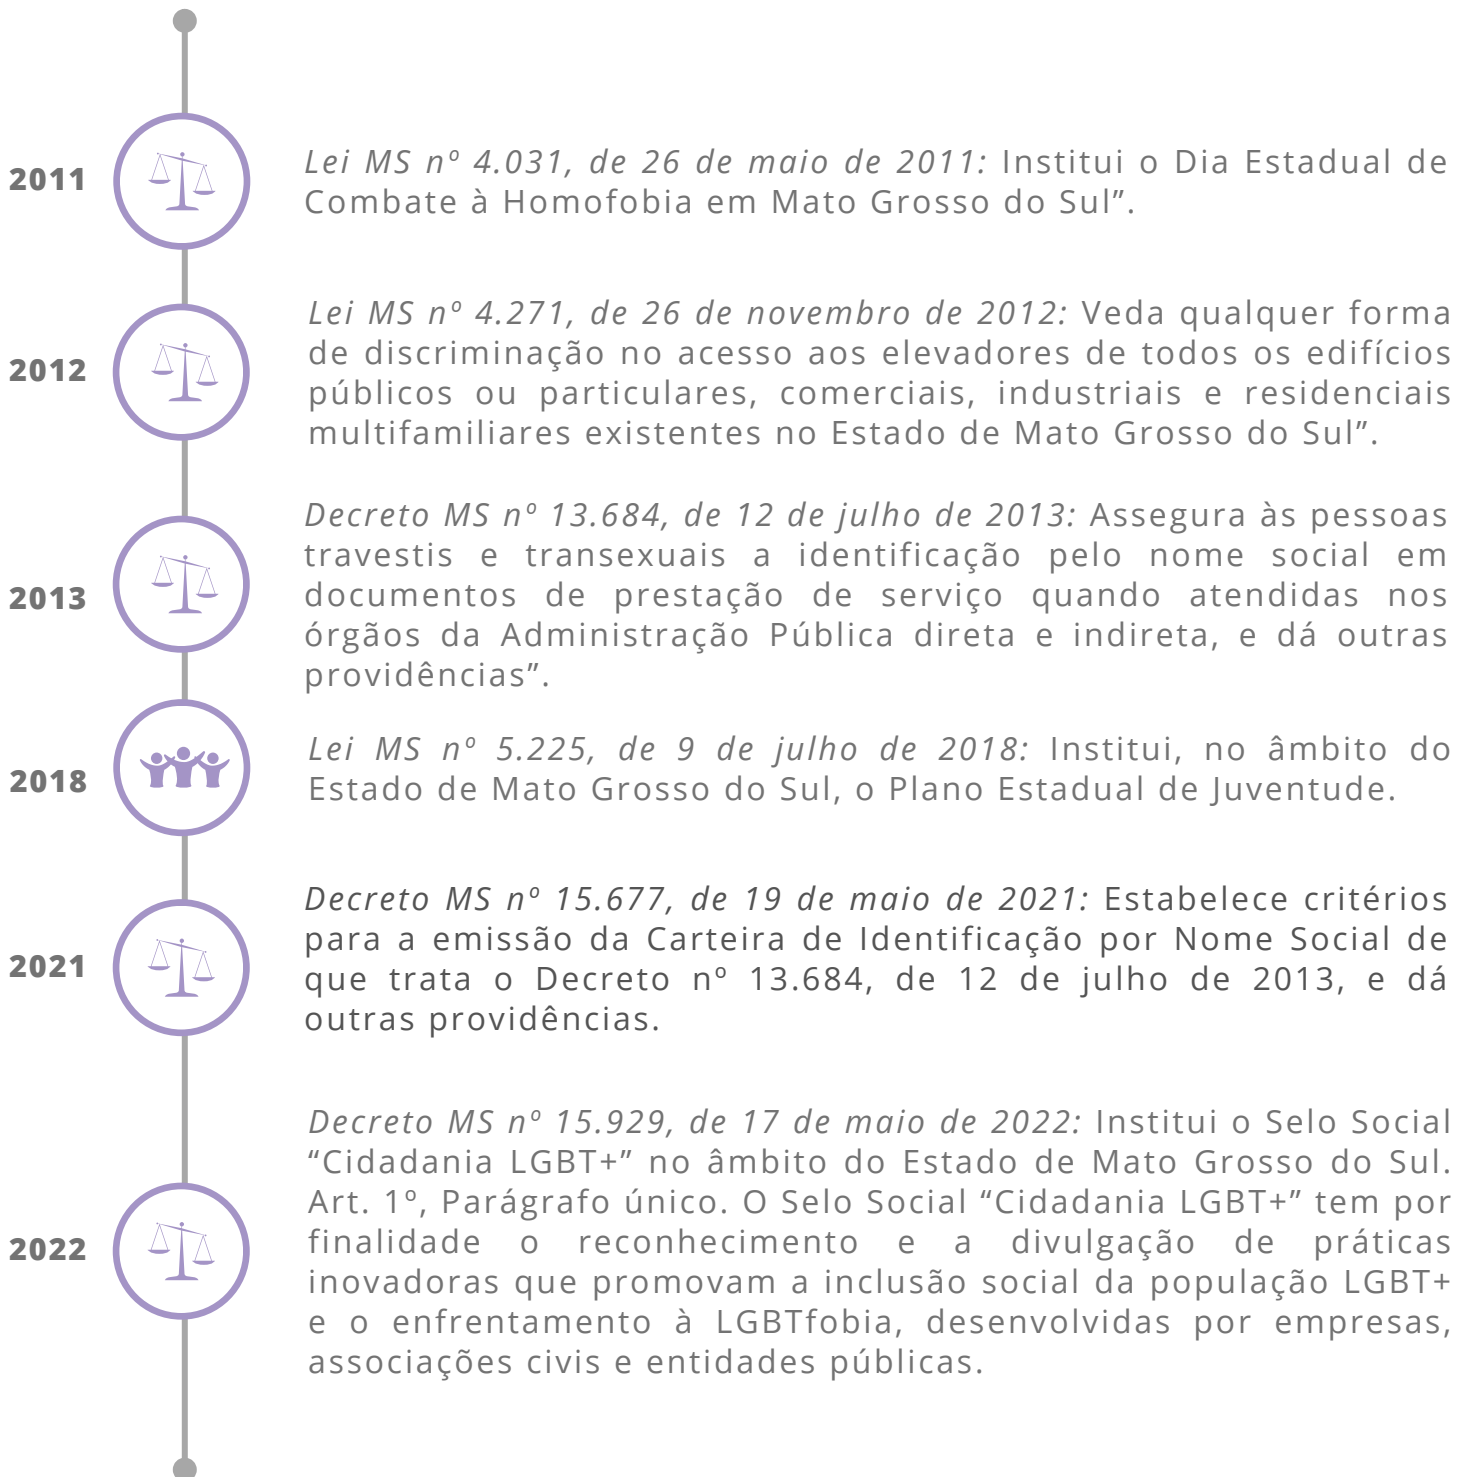 2011
Lei MS nº 4.031, de 26 de maio de 2011: Institui o Dia Estadual de
Combate à Homofobia em Mato Grosso do Sul”.
2012
Lei MS nº 4.271, de 26 de novembro de 2012: Veda qualquer forma
de discriminação no acesso aos elevadores de todos os edifícios
públicos ou particulares, comerciais, industriais e residenciais
multifamiliares existentes no Estado de Mato Grosso do Sul”.
2013
Decreto MS nº 13.684, de 12 de julho de 2013: Assegura às pessoas
travestis e transexuais a identificação pelo nome social em
documentos de prestação de serviço quando atendidas nos
órgãos da Administração Pública direta e indireta, e dá outras
providências”.
2018
Lei MS nº 5.225, de 9 de julho de 2018: Institui, no âmbito do
Estado de Mato Grosso do Sul, o Plano Estadual de Juventude.
2021
Decreto MS nº 15.677, de 19 de maio de 2021: Estabelece critérios
para a emissão da Carteira de Identificação por Nome Social de
que trata o Decreto nº 13.684, de 12 de julho de 2013, e dá
outras providências.
2022
Decreto MS nº 15.929, de 17 de maio de 2022: Institui o Selo Social
“Cidadania LGBT+” no âmbito do Estado de Mato Grosso do Sul.
Art. 1º, Parágrafo único. O Selo Social “Cidadania LGBT+” tem por
finalidade o reconhecimento e a divulgação de práticas
inovadoras que promovam a inclusão social da população LGBT+
e o enfrentamento à LGBTfobia, desenvolvidas por empresas,
associações civis e entidades públicas.